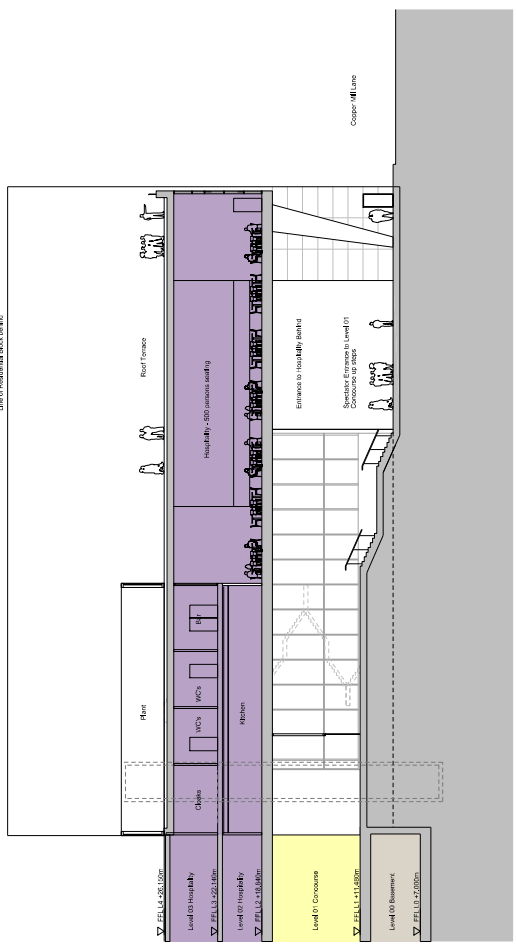 Line of Residential Block behind
Roof Terrace
Plant
FFL L4 +26,150m
Level 03 Hospitality
Cloaks
WC's
WC's
Bar
Hospitality - 500 persons seating
FFL L3 +22,140m
Level 02 Hospitality
Kitchen
FFL L2 +18,840m
Level 01 Concourse
Entrance to Hospitality Behind
Spectator Entrance to Level 01
Concourse up steps
Copper Mill Lane
FFL L1 +11,480m
Level 00 Basement
FFL L0 +7,000m